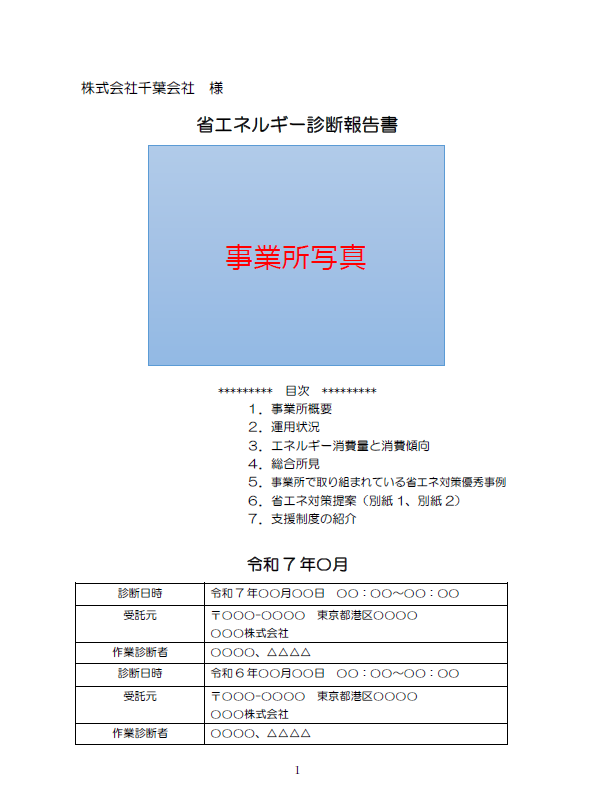 株式会社千葉会社　様
省エネルギー診断報告書
事業所写真
*********　目次　*********
１．事業所概要
２．運用状況
３．エネルギー消費量と消費傾向
４．総合所見
５．事業所で取り組まれている省エネ対策優秀事例
６．省エネ対策提案（別紙１、別紙２）
７．支援制度の紹介
令和７年〇月
診断日時　令和７年〇〇月〇〇日　〇〇：〇〇～〇〇：〇〇
受託元　〒〇〇〇-〇〇〇〇　東京都港区〇〇〇〇
〇〇〇株式会社
作業診断者　〇〇〇〇、△△△△
診断日時　令和６年〇〇月〇〇日　〇〇：〇〇～〇〇：〇〇
受託元　〒〇〇〇-〇〇〇〇　東京都港区〇〇〇〇
〇〇〇株式会社
作業診断者　〇〇〇〇、△△△△
1